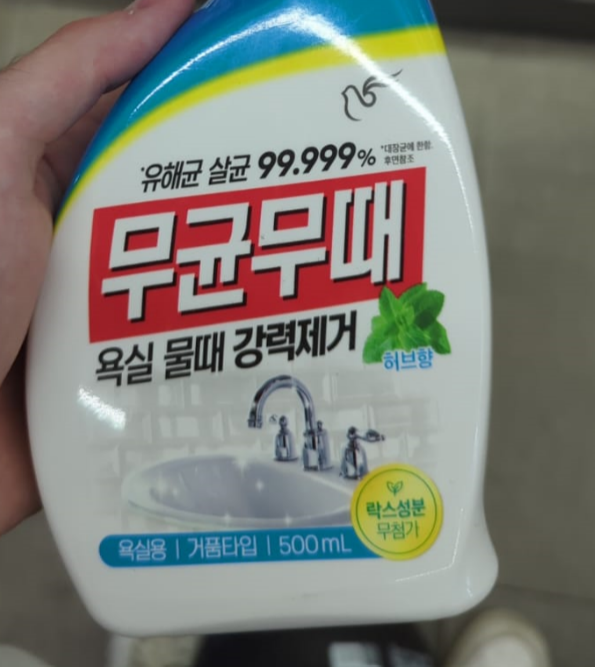 *유해균 살균 99.999% *대장균에 한함.
후면참조
무균무때
욕실 물때 강력제거
허브향
락스성분
무첨가
욕실용 | 거품타입 | 500mL